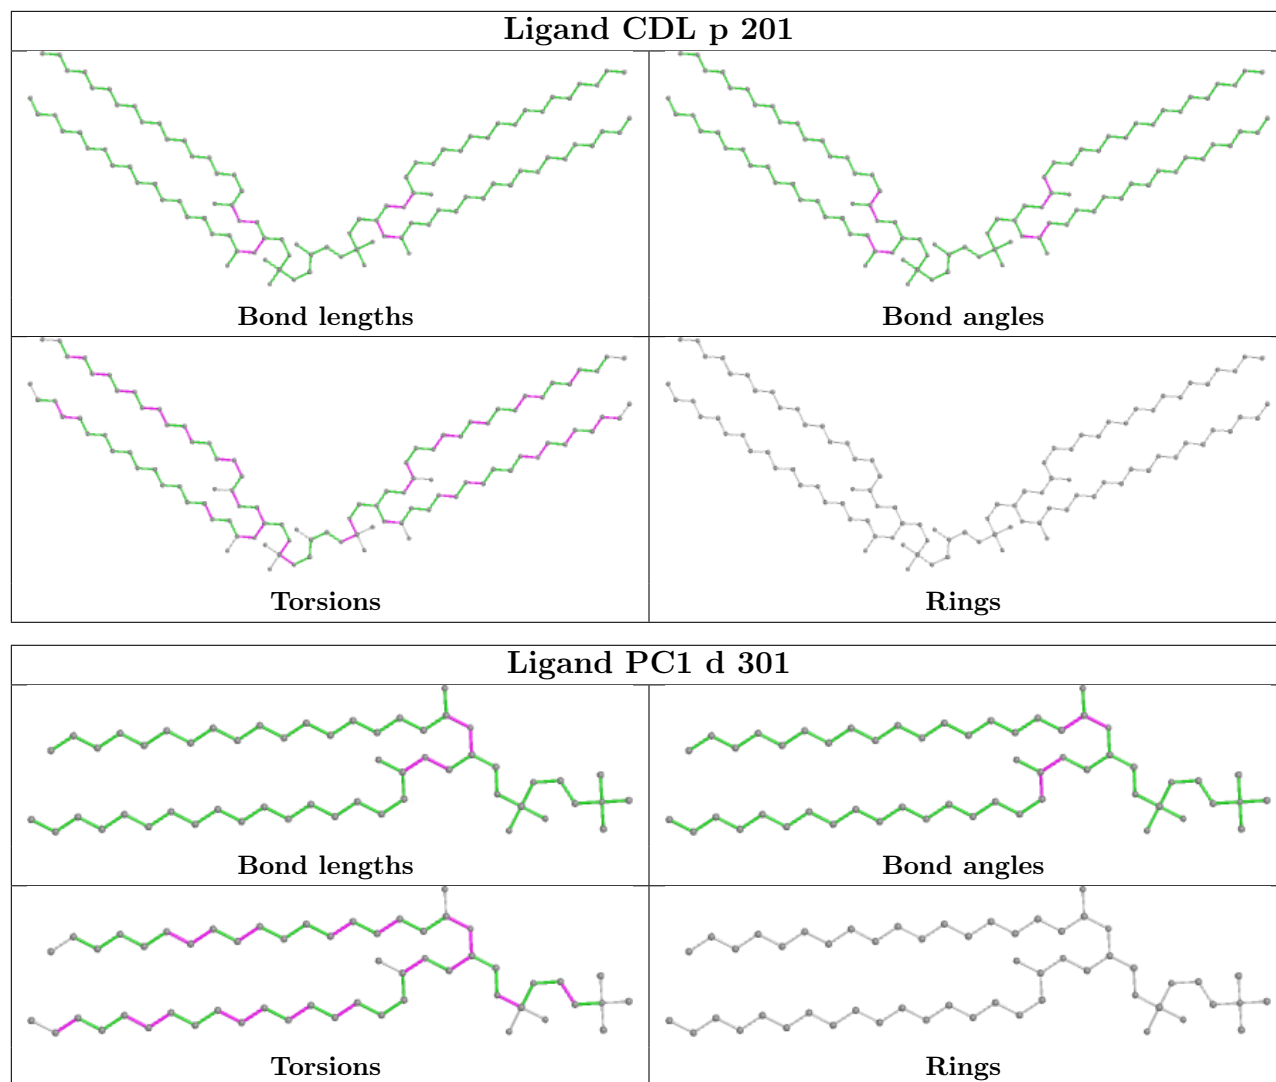 Ligand CDL p 201
Bond lengths
Bond angles
Torsions
Rings
Ligand PC1 d 301
Bond lengths
Bond angles
Torsions
Rings